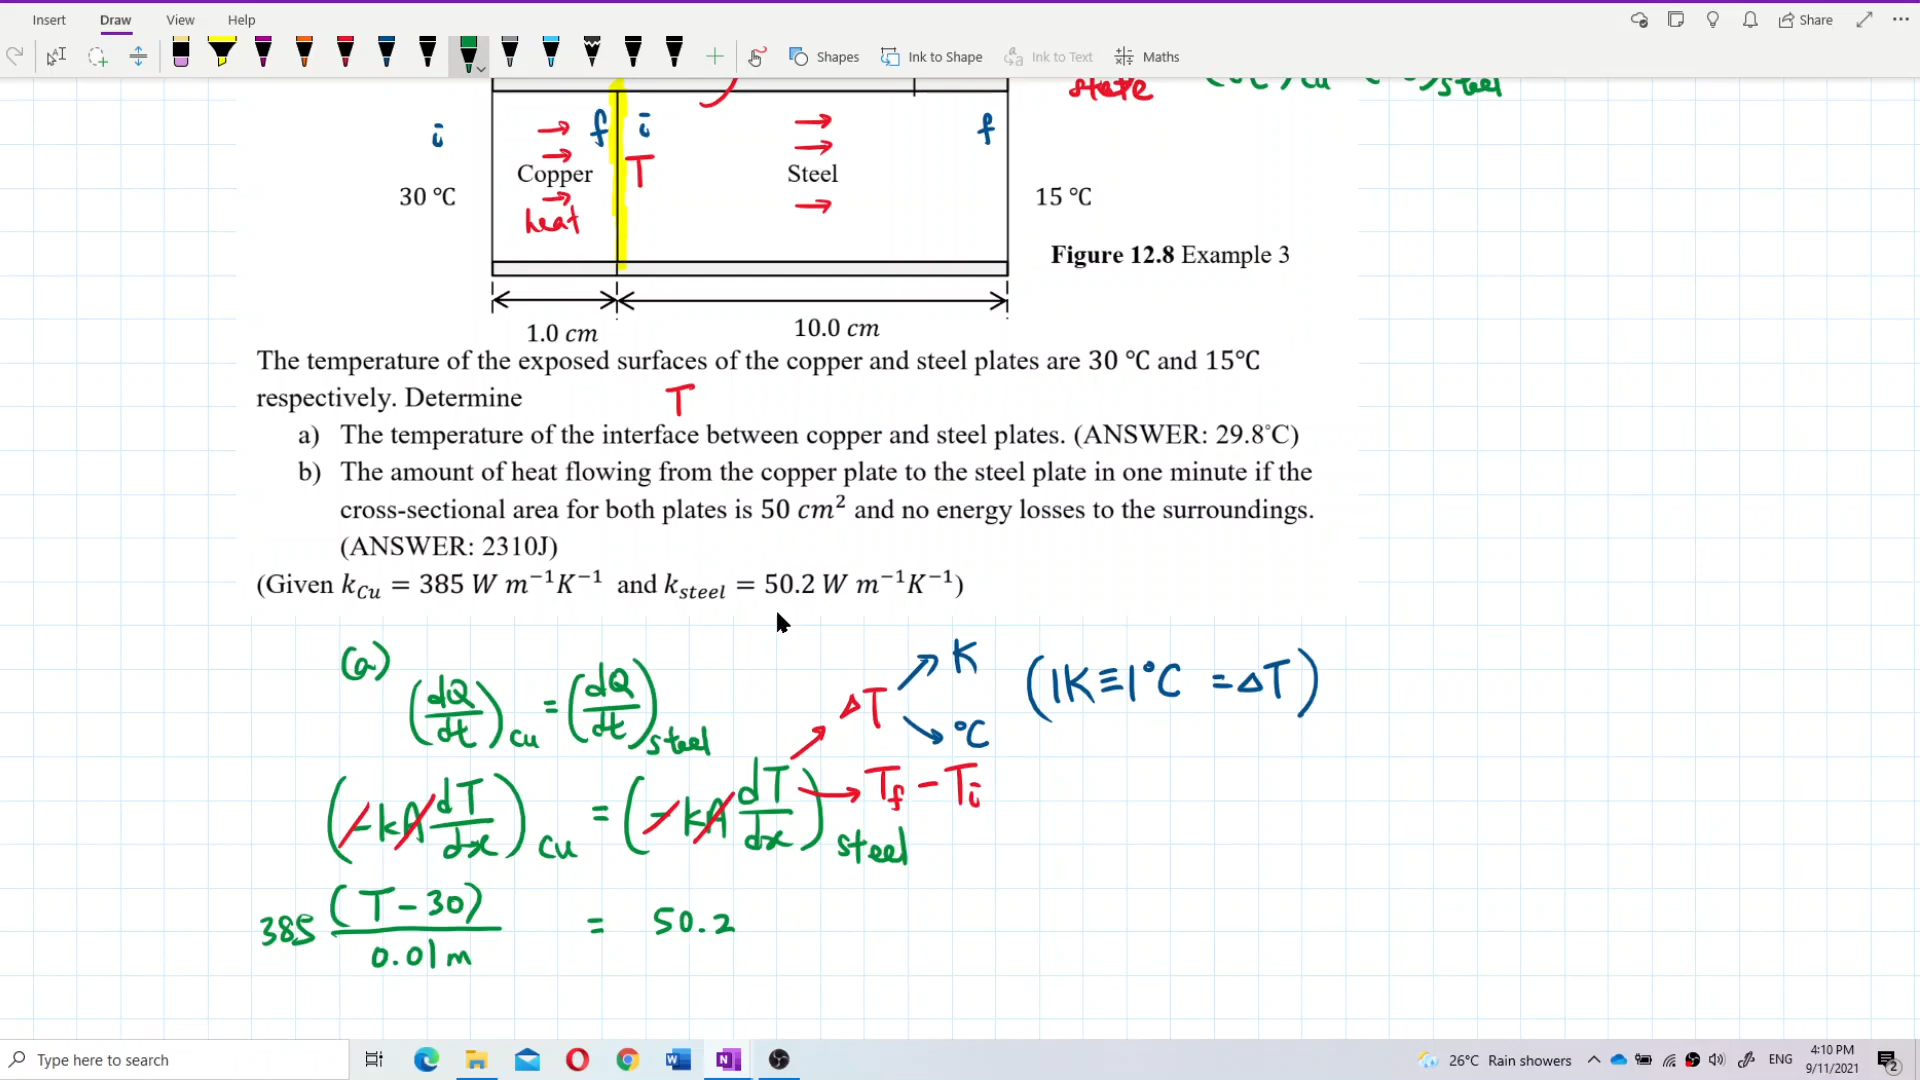 Insert Draw View Help
Shapes Ink to Shape Ink to Text Maths Share
state
steel
i f i f
T
Copper Steel
30 °C 15 °C
heat
Figure 12.8 Example 3
1.0 cm 10.0 cm
The temperature of the exposed surfaces of the copper and steel plates are 30 °C and 15°C
respectively. Determine
T
a) The temperature of the interface between copper and steel plates. (ANSWER: 29.8°C)
b) The amount of heat flowing from the copper plate to the steel plate in one minute if the
cross-sectional area for both plates is 50 cm² and no energy losses to the surroundings.
(ANSWER: 2310J)
(Given k_Cu = 385 W m⁻¹K⁻¹ and k_steel = 50.2 W m⁻¹K⁻¹)
(a) (dQ/dt)cu = (dQ/dt)steel
ΔT → K
→ °C
(1K ≡ 1°C = ΔT)
(-kA dT/dx)cu = (-kA dT/dx)steel → Tf - Ti
385 (T - 30)/0.01 m = 50.2
Type here to search
26°C Rain showers
ENG
4:10 PM
9/11/2021
2